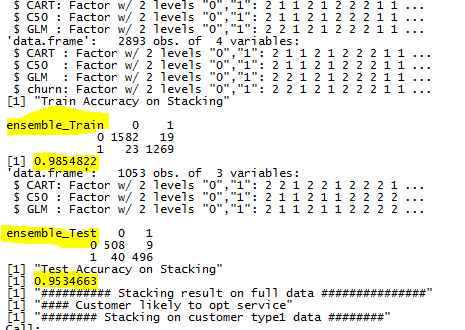 $ CART: Factor w/ 2 levels "0","1": 2 1 1 2 1 2 2 2 1 1 ...
$ C50 : Factor w/ 2 levels "0","1": 2 2 1 2 1 2 2 2 1 1 ...
$ GLM : Factor w/ 2 levels "0","1": 2 2 1 2 1 2 2 2 1 1 ...
'data.frame': 2893 obs. of 4 variables:
$ CART : Factor w/ 2 levels "0","1": 2 1 1 2 1 2 2 2 1 1 ...
$ C50 : Factor w/ 2 levels "0","1": 2 2 1 2 1 2 2 2 1 1 ...
$ GLM : Factor w/ 2 levels "0","1": 2 2 1 2 1 2 2 2 1 1 ...
$ churn: Factor w/ 2 levels "0","1": 2 2 1 2 1 2 2 2 1 1 ...
[1] "Train Accuracy on Stacking"
ensemble_Train 0 1
0 1582 19
1 23 1269
[1] 0.9854822
'data.frame': 1053 obs. of 3 variables:
$ CART: Factor w/ 2 levels "0","1": 2 2 1 2 2 1 2 2 2 1 ...
$ C50 : Factor w/ 2 levels "0","1": 2 2 1 2 2 1 1 2 2 2 ...
$ GLM : Factor w/ 2 levels "0","1": 2 2 1 2 1 1 2 2 2 2 ...
ensemble_Test 0 1
0 508 9
1 40 496
[1] "Test Accuracy on Stacking"
[1] 0.9534663
[1] "########## Stacking result on full data ###############"
[1] "#### Customer likely to opt service"
[1] "######## Stacking on customer type1 data ########"
Call: